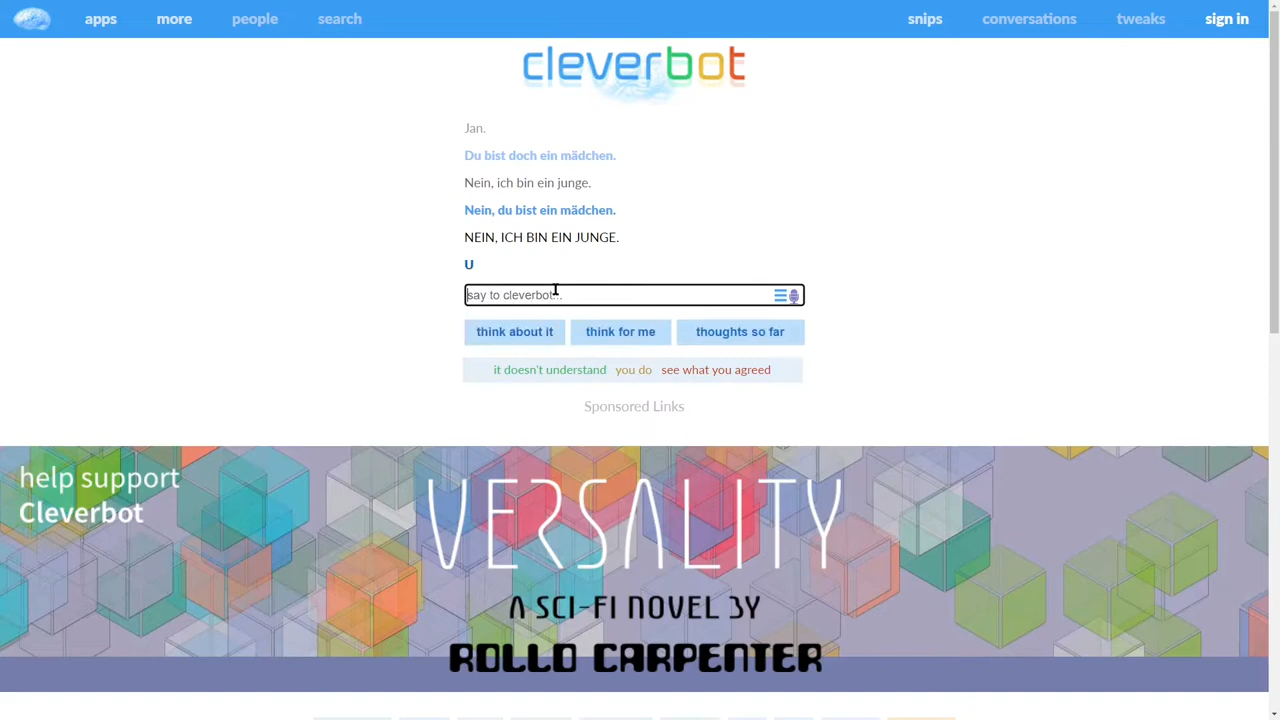 apps more people search snips conversations tweaks sign in
cleverbot
Jan.
Du bist doch ein mädchen.
Nein, ich bin ein junge.
Nein, du bist ein mädchen.
NEIN, ICH BIN EIN JUNGE.
U
say to cleverbot...
think about it think for me thoughts so far
it doesn't understand you do see what you agreed
Sponsored Links
help support
Cleverbot
VERSALITY
A SCI-FI NOVEL BY
ROLLO CARPENTER